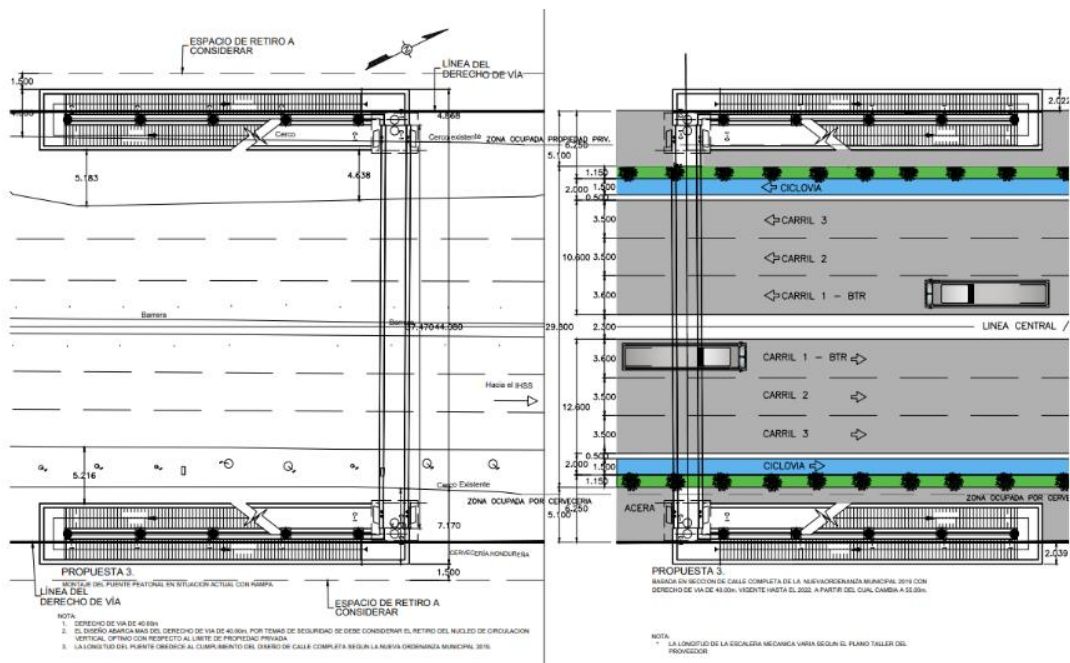 ESPACIO DE RETIRO A
CONSIDERAR
LÍNEA DEL
DERECHO DE VÍA
1.500
4.868
Cerco
Cerco existente
ZONA OCUPADA PROPIEDAD PRIV.
5.183
4.638
Barrera
37.470
44.080
Hacia el IHSS
5.216
Cerco Existente
ZONA OCUPADA POR CERVECERIA
7.170
CERVECERÍA HONDUREÑA
1.500
PROPUESTA 3.
MONTAJE DEL PUENTE PEATONAL EN SITUACION ACTUAL CON RAMPA.
LÍNEA DEL
DERECHO DE VÍA
ESPACIO DE RETIRO A
CONSIDERAR
NOTA:
1. DERECHO DE VIA DE 40.00m
2. EL DISEÑO ABARCA MAS DEL DERECHO DE VIA DE 40.00m, POR TEMAS DE SEGURIDAD SE DEBE CONSIDERAR EL RETIRO DEL NUCLEO DE CIRCULACION
VERTICAL OPTIMO CON RESPECTO AL LIMITE DE PROPIEDAD PRIVADA
3. LA LONGITUD DEL PUENTE OBEDECE AL CUMPLIMIENTO DEL DISEÑO DE CALLE COMPLETA SEGUN LA NUEVA ORDENANZA MUNICIPAL 2019.
2.022
6.250
5.100
1.150
2.000
1.500
0.500
CICLOVIA
3.500
CARRIL 3
10.600
3.500
CARRIL 2
3.600
CARRIL 1 - BTR
29.300
2.300
LINEA CENTRAL /
3.600
CARRIL 1 - BTR
3.500
CARRIL 2
12.600
3.500
CARRIL 3
0.500
2.000
1.500
CICLOVIA
1.150
ZONA OCUPADA POR CERVE
6.250
5.100
ACERA
2.039
PROPUESTA 3.
BASADA EN SECCION DE CALLE COMPLETA DE LA NUEVAORDENANZA MUNICIPAL 2019 CON
DERECHO DE VIA DE 40.00m. VIGENTE HASTA EL 2022, A PARTIR DEL CUAL CAMBIA A
NOTA:
* LA LONGITUD DE LA ESCALERA MECANICA VARIA SEGUN EL PLANO TALLER DEL
PROVEEDOR